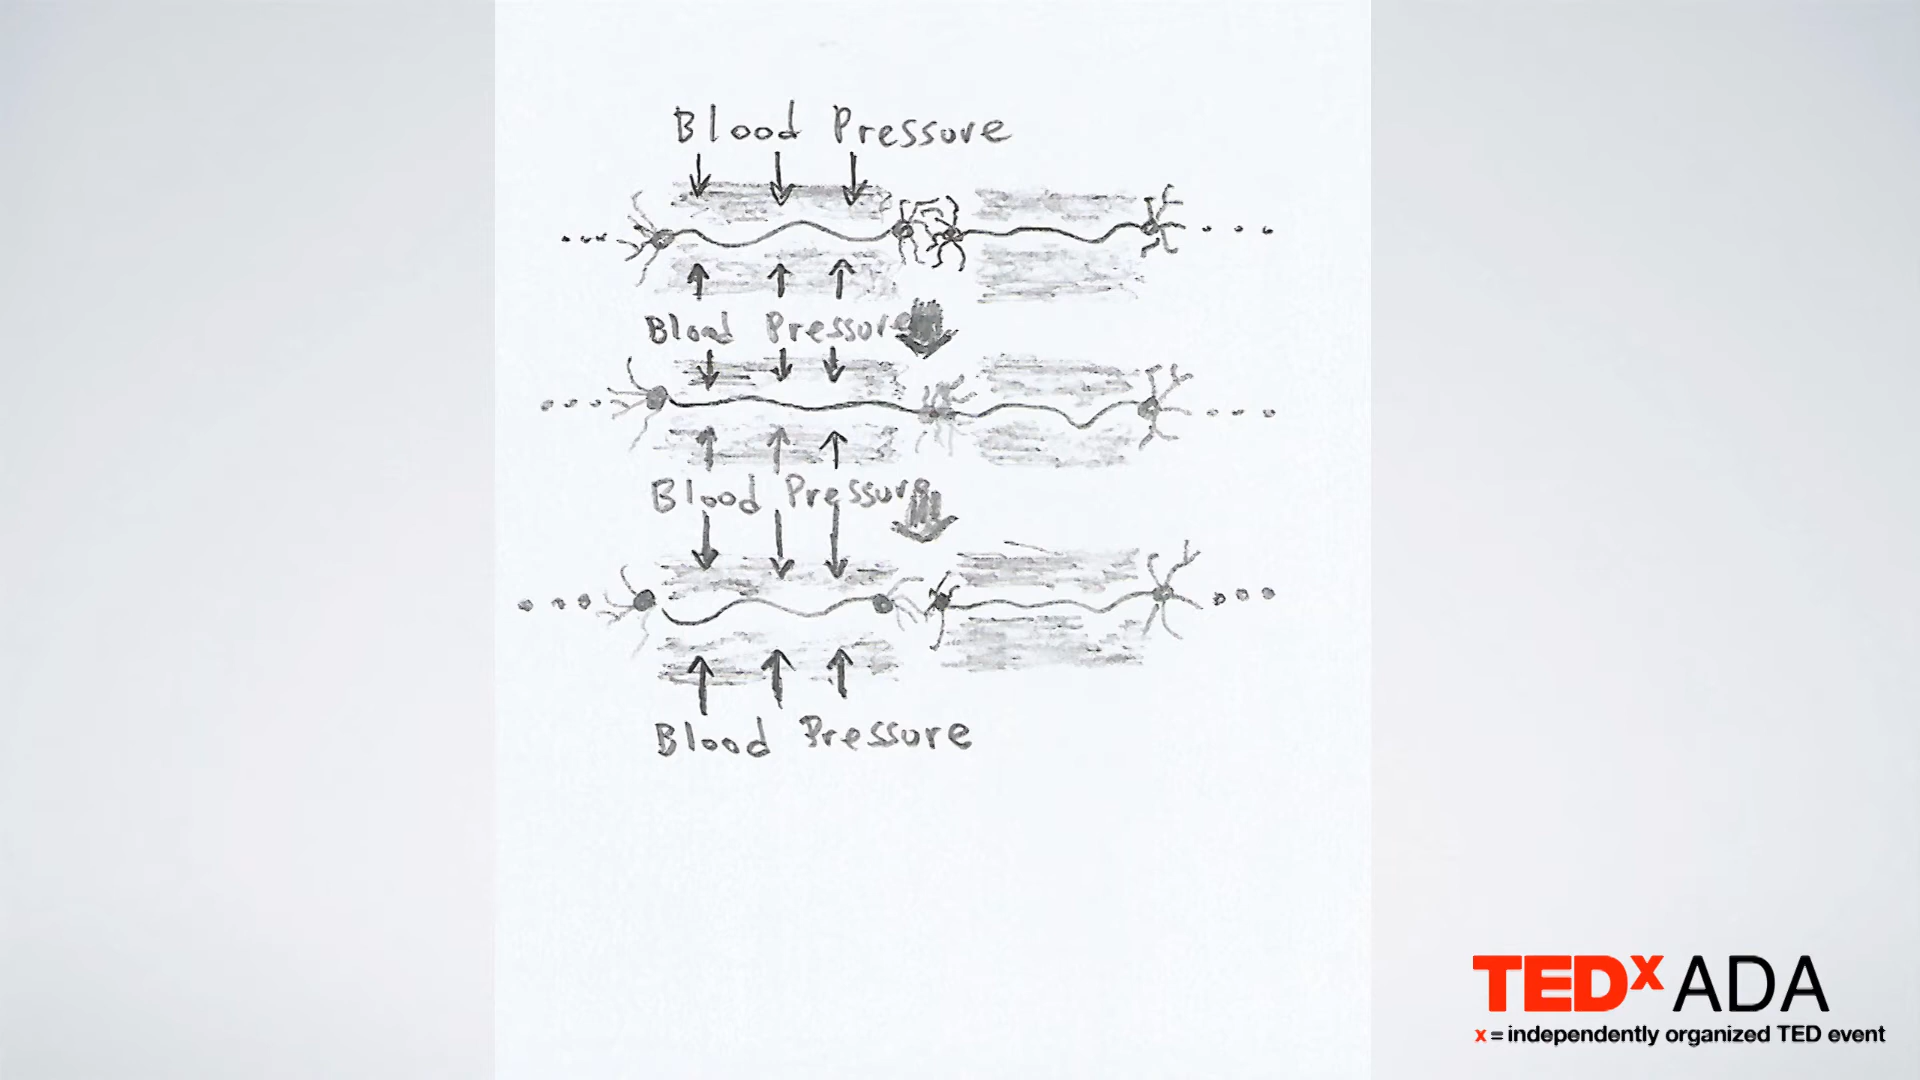 Blood Pressure
Blood Pressure
Blood Pressure
Blood Pressure
TEDx ADA
x = independently organized TED event